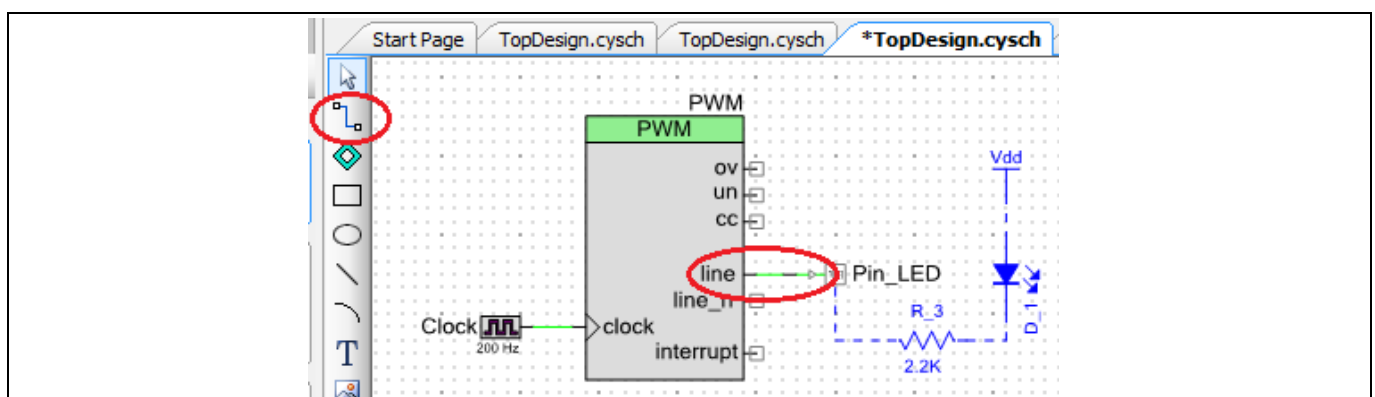 Start Page TopDesign.cysch TopDesign.cysch *TopDesign.cysch
PWM
PWM
ov
un
cc
Vdd
line
Pin_LED
line_n
R_3
D_1
Clock
clock
200 Hz
interrupt
2.2K
T